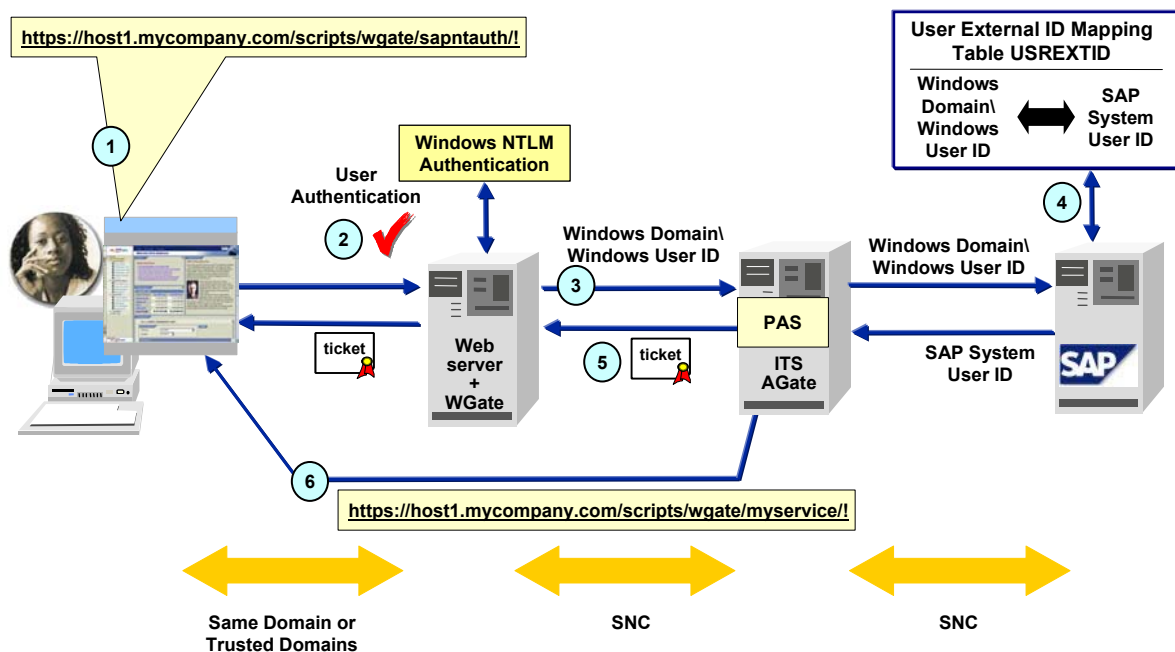 https://host1.mycompany.com/scripts/wgate/sapntauth/!
User External ID Mapping
Table USREXTID
Windows
Domain\
Windows
User ID
SAP
System
User ID
1
Windows NTLM
Authentication
User
Authentication
2
4
Windows Domain\
Windows User ID
3
Windows Domain\
Windows User ID
PAS
ticket
Web
server
+
WGate
5
ticket
ITS
AGate
SAP System
User ID
SAP
6
https://host1.mycompany.com/scripts/wgate/myservice/!
Same Domain or
Trusted Domains
SNC
SNC